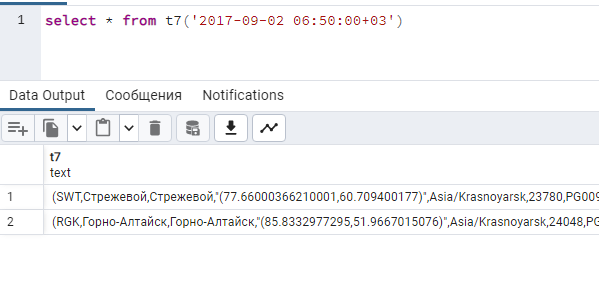 1 select * from t7('2017-09-02 06:50:00+03')
Data Output Сообщения Notifications
t7
text
1 (SWT,Стрежевой,Стрежевой,"(77.66000366210001,60.709400177)",Asia/Krasnoyarsk,23780,PG009
2 (RGK,Горно-Алтайск,Горно-Алтайск,"(85.8332977295,51.9667015076)",Asia/Krasnoyarsk,24048,PG